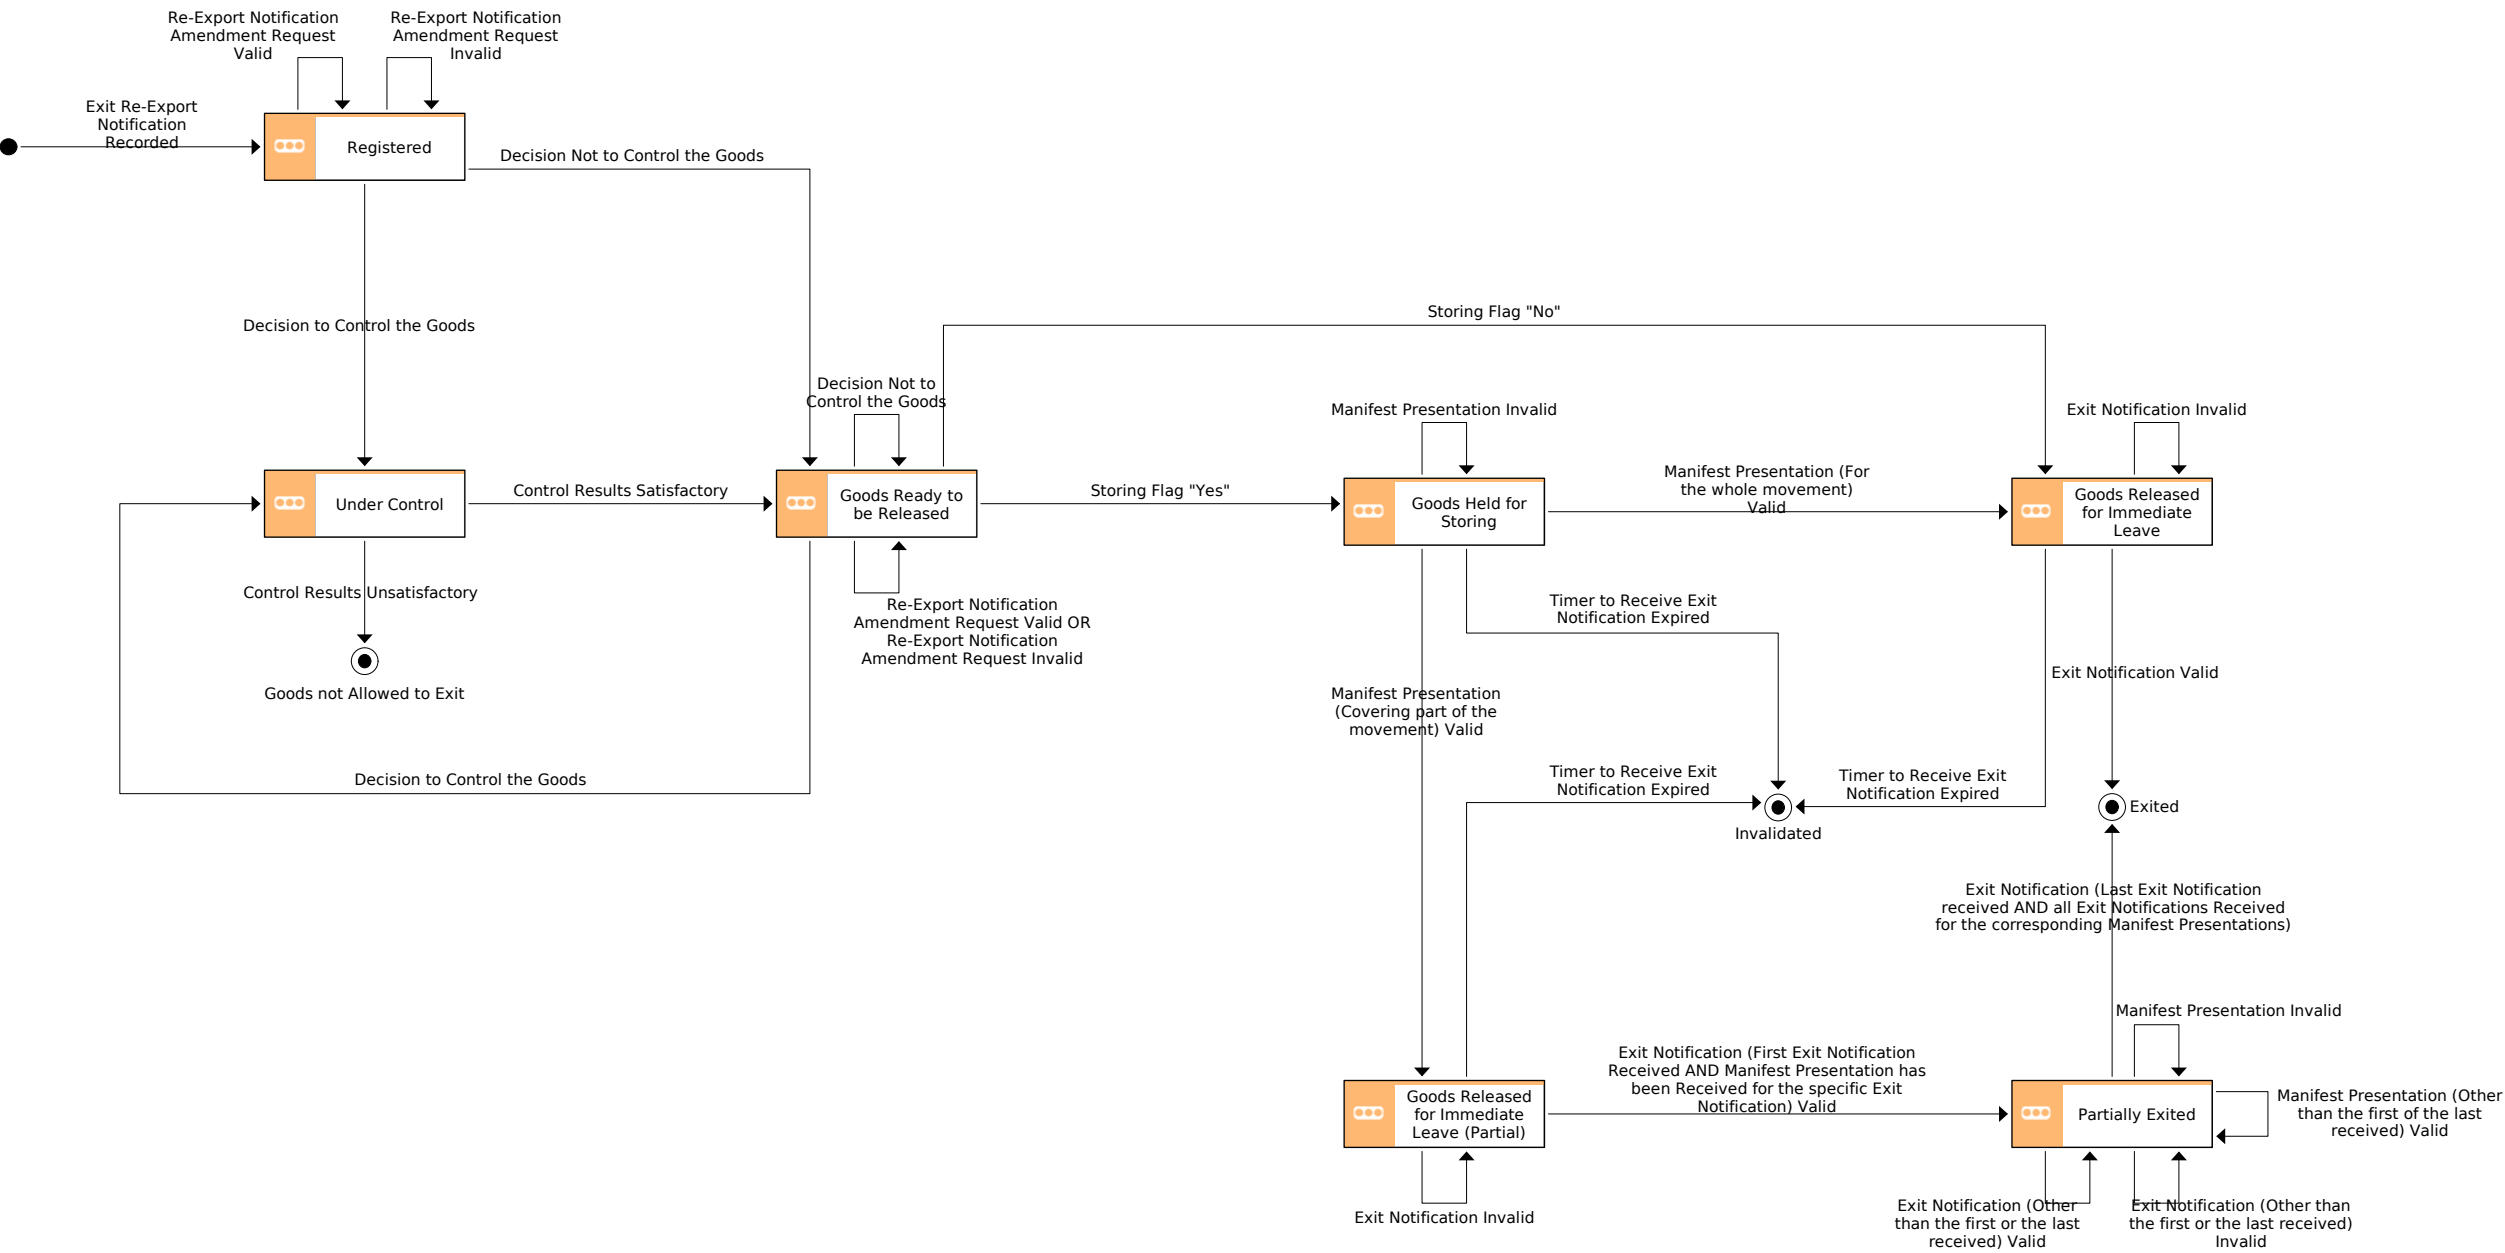 Re-Export Notification
Amendment Request
Valid
Re-Export Notification
Amendment Request
Invalid
Exit Re-Export
Notification
Recorded
Registered
Decision Not to Control the Goods
Decision to Control the Goods
Storing Flag "No"
Decision Not to
Control the Goods
Manifest Presentation Invalid
Exit Notification Invalid
Under Control
Control Results Satisfactory
Goods Ready to
be Released
Storing Flag "Yes"
Goods Held for
Storing
Manifest Presentation (For
the whole movement)
Valid
Goods Released
for Immediate
Leave
Control Results Unsatisfactory
Goods not Allowed to Exit
Re-Export Notification
Amendment Request Valid OR
Re-Export Notification
Amendment Request Invalid
Timer to Receive Exit
Notification Expired
Exit Notification Valid
Manifest Presentation
(Covering part of the
movement) Valid
Decision to Control the Goods
Timer to Receive Exit
Notification Expired
Timer to Receive Exit
Notification Expired
Invalidated
Exited
Exit Notification (Last Exit Notification
received AND all Exit Notifications Received
for the corresponding Manifest Presentations)
Manifest Presentation Invalid
Exit Notification (First Exit Notification
Received AND Manifest Presentation has
been Received for the specific Exit
Notification) Valid
Goods Released
for Immediate
Leave (Partial)
Partially Exited
Manifest Presentation (Other
than the first of the last
received) Valid
Exit Notification Invalid
Exit Notification (Other
than the first or the last
received) Valid
Exit Notification (Other than
the first or the last received)
Invalid